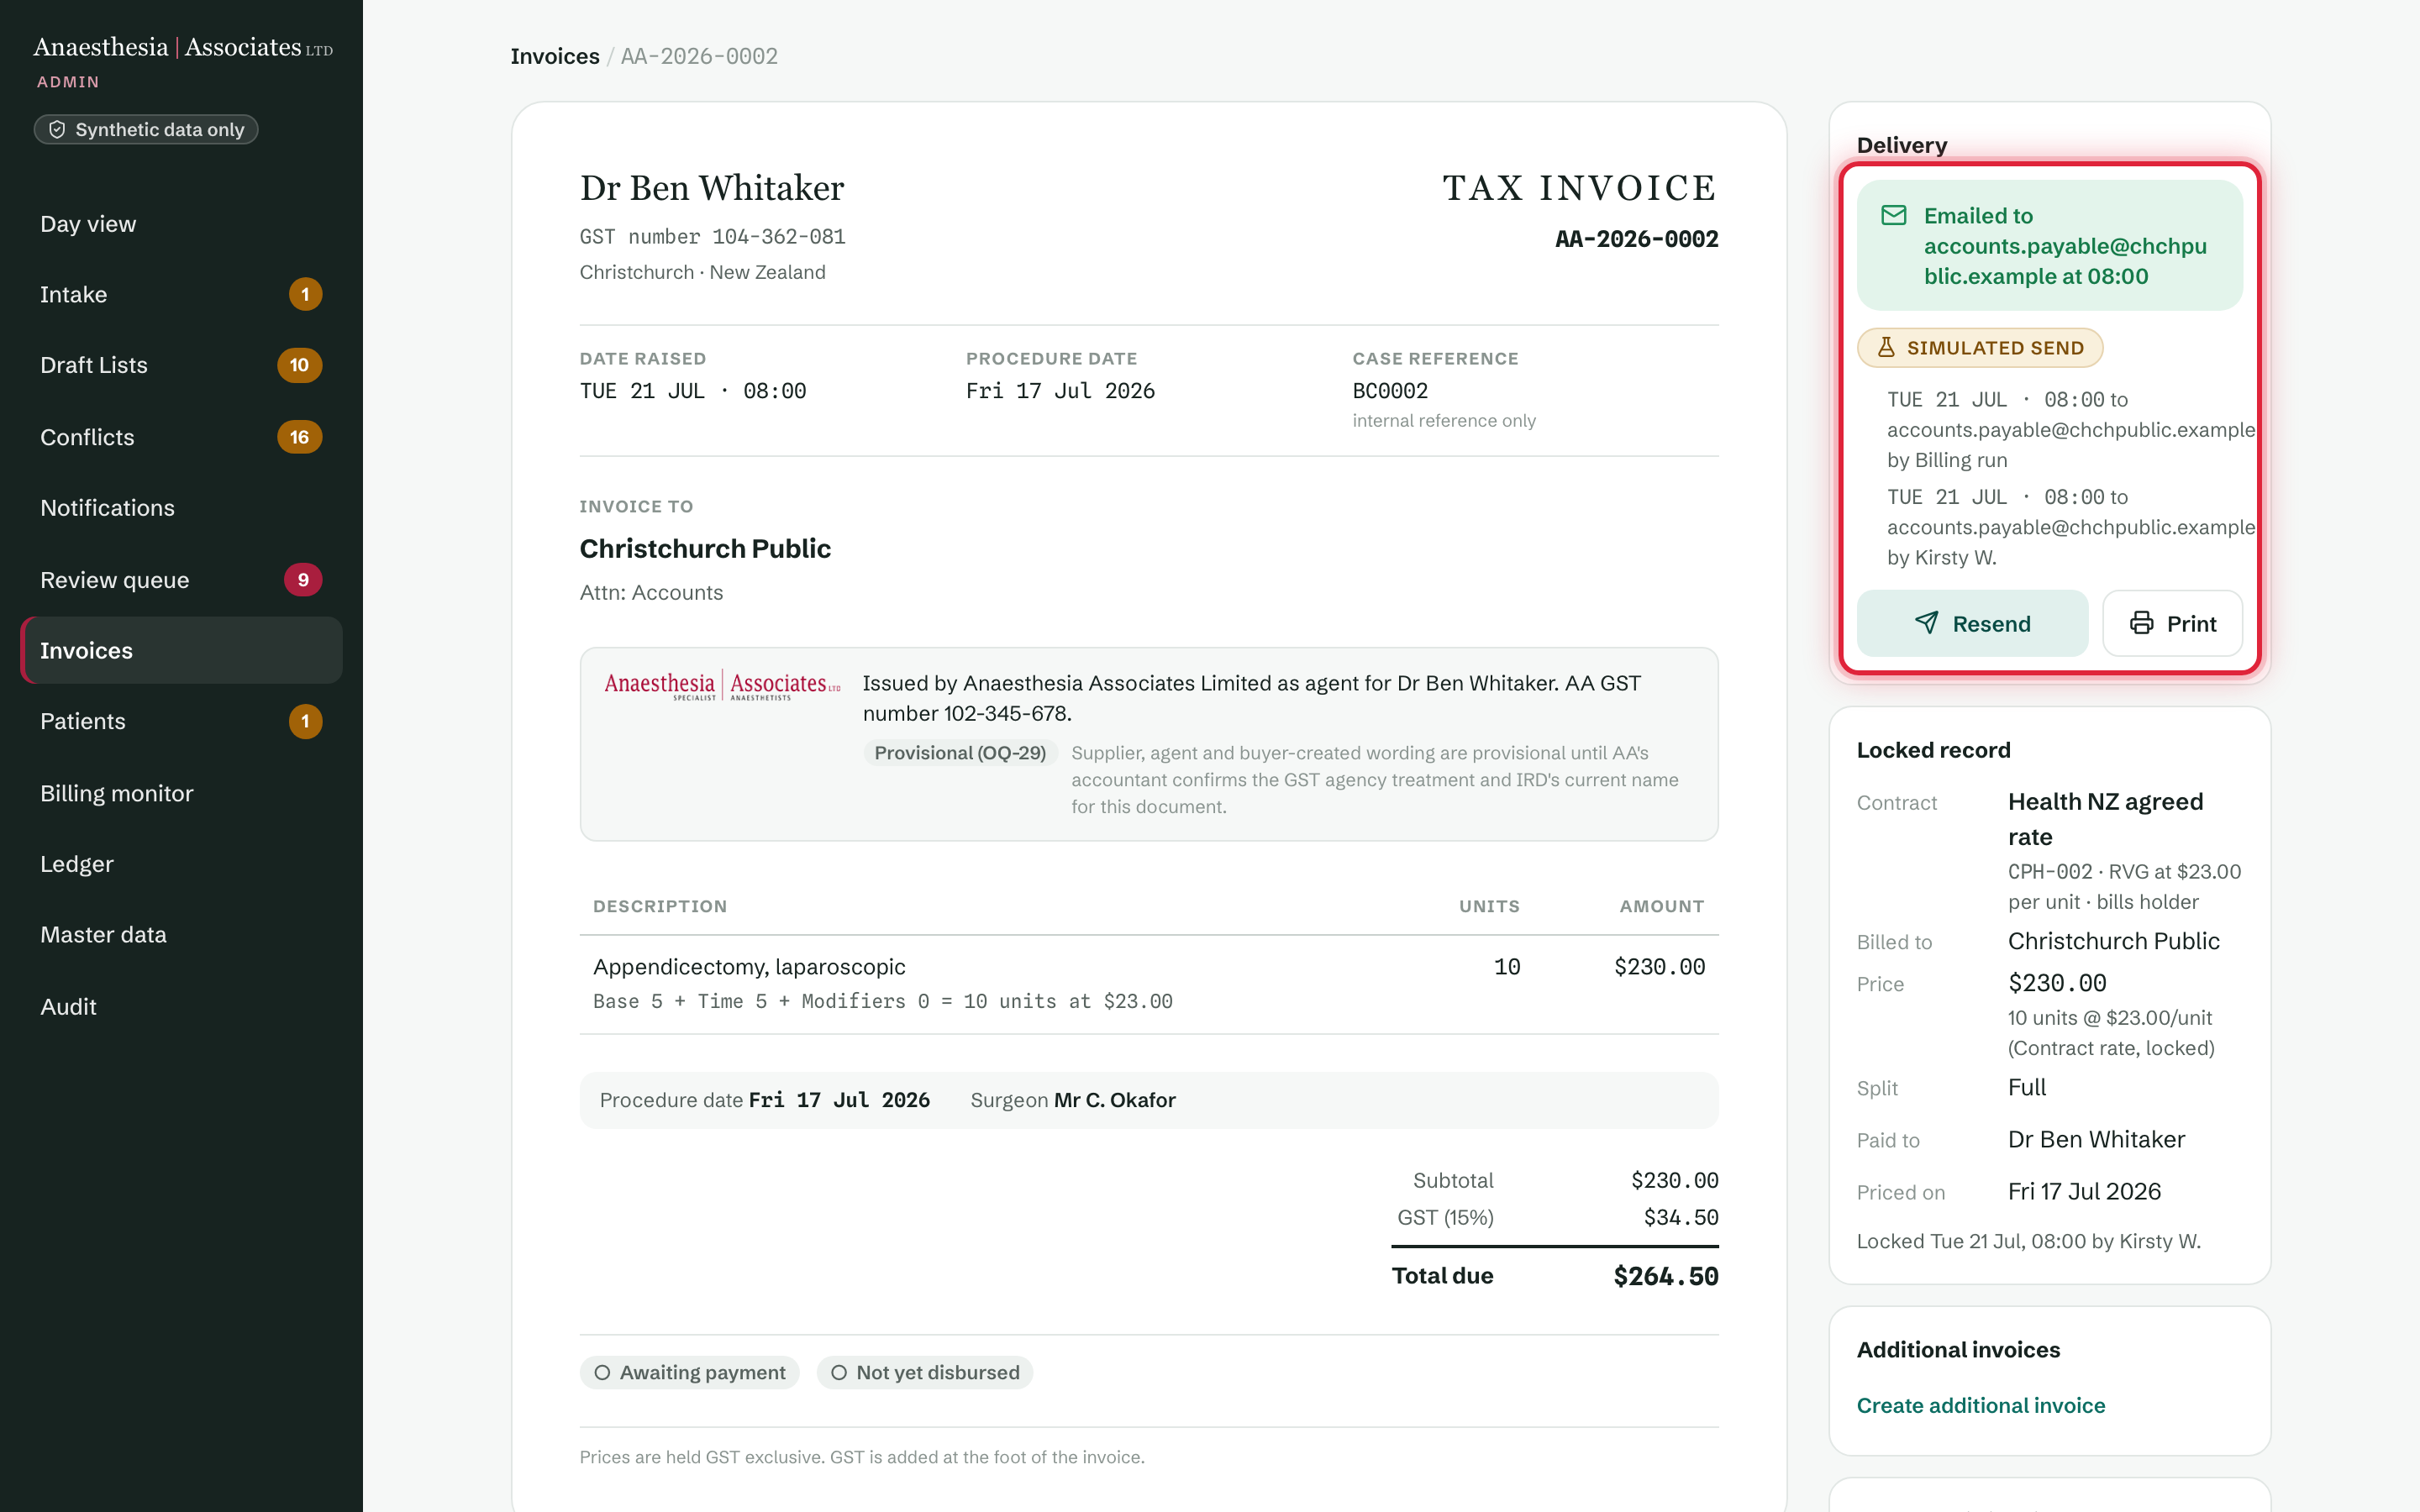 Anaesthesia | Associates LTD
ADMIN
Synthetic data only
Day view
Intake 1
Draft Lists 10
Conflicts 16
Notifications
Review queue 9
Invoices
Patients 1
Billing monitor
Ledger
Master data
Audit
Invoices / AA-2026-0002
Dr Ben Whitaker
GST number 104-362-081
Christchurch · New Zealand
TAX INVOICE
AA-2026-0002
DATE RAISED
TUE 21 JUL · 08:00
PROCEDURE DATE
Fri 17 Jul 2026
CASE REFERENCE
BC0002
internal reference only
INVOICE TO
Christchurch Public
Attn: Accounts
Anaesthesia | Associates LTD
SPECIALIST ANAESTHETISTS
Issued by Anaesthesia Associates Limited as agent for Dr Ben Whitaker. AA GST
number 102-345-678.
Provisional (OQ-29)
Supplier, agent and buyer-created wording are provisional until AA's
accountant confirms the GST agency treatment and IRD's current name
for this document.
DESCRIPTION UNITS AMOUNT
Appendicectomy, laparoscopic 10 $230.00
Base 5 + Time 5 + Modifiers 0 = 10 units at $23.00
Procedure date Fri 17 Jul 2026 Surgeon Mr C. Okafor
Subtotal $230.00
GST (15%) $34.50
Total due $264.50
Awaiting payment
Not yet disbursed
Prices are held GST exclusive. GST is added at the foot of the invoice.
Delivery
Emailed to
accounts.payable@chchpu
blic.example at 08:00
SIMULATED SEND
TUE 21 JUL · 08:00 to
accounts.payable@chchpublic.example
by Billing run
TUE 21 JUL · 08:00 to
accounts.payable@chchpublic.example
by Kirsty W.
Resend
Print
Locked record
Contract Health NZ agreed
rate
CPH-002 · RVG at $23.00
per unit · bills holder
Billed to Christchurch Public
Price $230.00
10 units @ $23.00/unit
(Contract rate, locked)
Split Full
Paid to Dr Ben Whitaker
Priced on Fri 17 Jul 2026
Locked Tue 21 Jul, 08:00 by Kirsty W.
Additional invoices
Create additional invoice